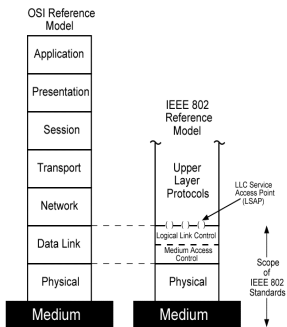 OSI Reference
Model
Application
Presentation
Session
Transport
Network
Data Link
Physical
Medium
IEEE 802
Reference
Model
Upper
Layer
Protocols
LLC Service
Access Point
(LSAP)
Logical Link Control
Medium Access
Control
Physical
Medium
Scope
of
IEEE 802
Standards